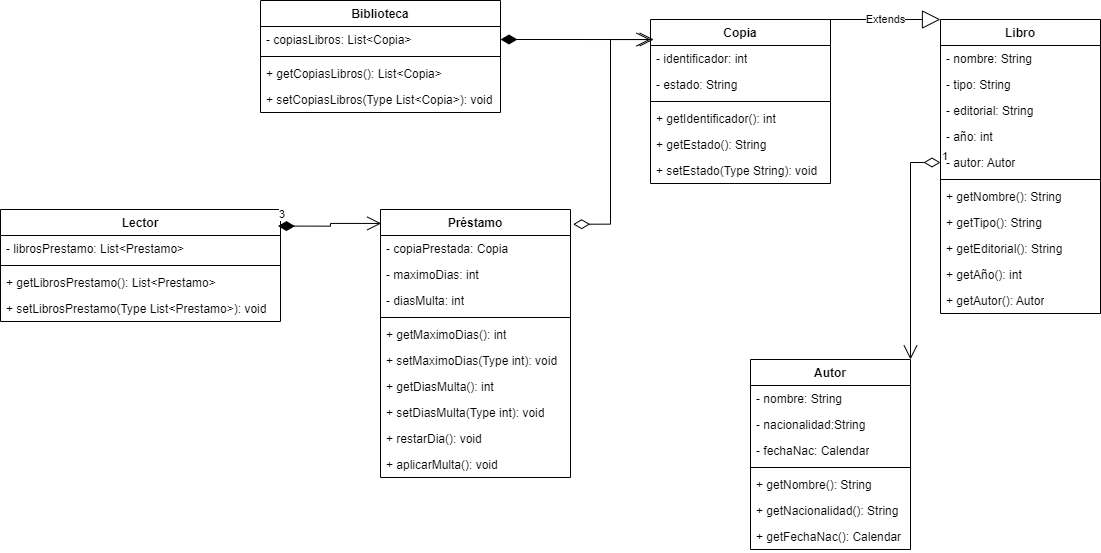 Biblioteca
- copiasLibros: List<Copia>
+ getCopiasLibros(): List<Copia>
+ setCopiasLibros(Type List<Copia>): void
Copia
- identificador: int
- estado: String
+ getIdentificador(): int
+ getEstado(): String
+ setEstado(Type String): void
Extends
Libro
- nombre: String
- tipo: String
- editorial: String
- año: int
1
- autor: Autor
+ getNombre(): String
+ getTipo(): String
+ getEditorial(): String
+ getAño(): int
+ getAutor(): Autor
Lector
3
- librosPrestamo: List<Prestamo>
+ getLibrosPrestamo(): List<Prestamo>
+ setLibrosPrestamo(Type List<Prestamo>): void
Préstamo
- copiaPrestada: Copia
- maximoDias: int
- diasMulta: int
+ getMaximoDias(): int
+ setMaximoDias(Type int): void
+ getDiasMulta(): int
+ setDiasMulta(Type int): void
+ restarDia(): void
+ aplicarMulta(): void
Autor
- nombre: String
- nacionalidad:String
- fechaNac: Calendar
+ getNombre(): String
+ getNacionalidad(): String
+ getFechaNac(): Calendar